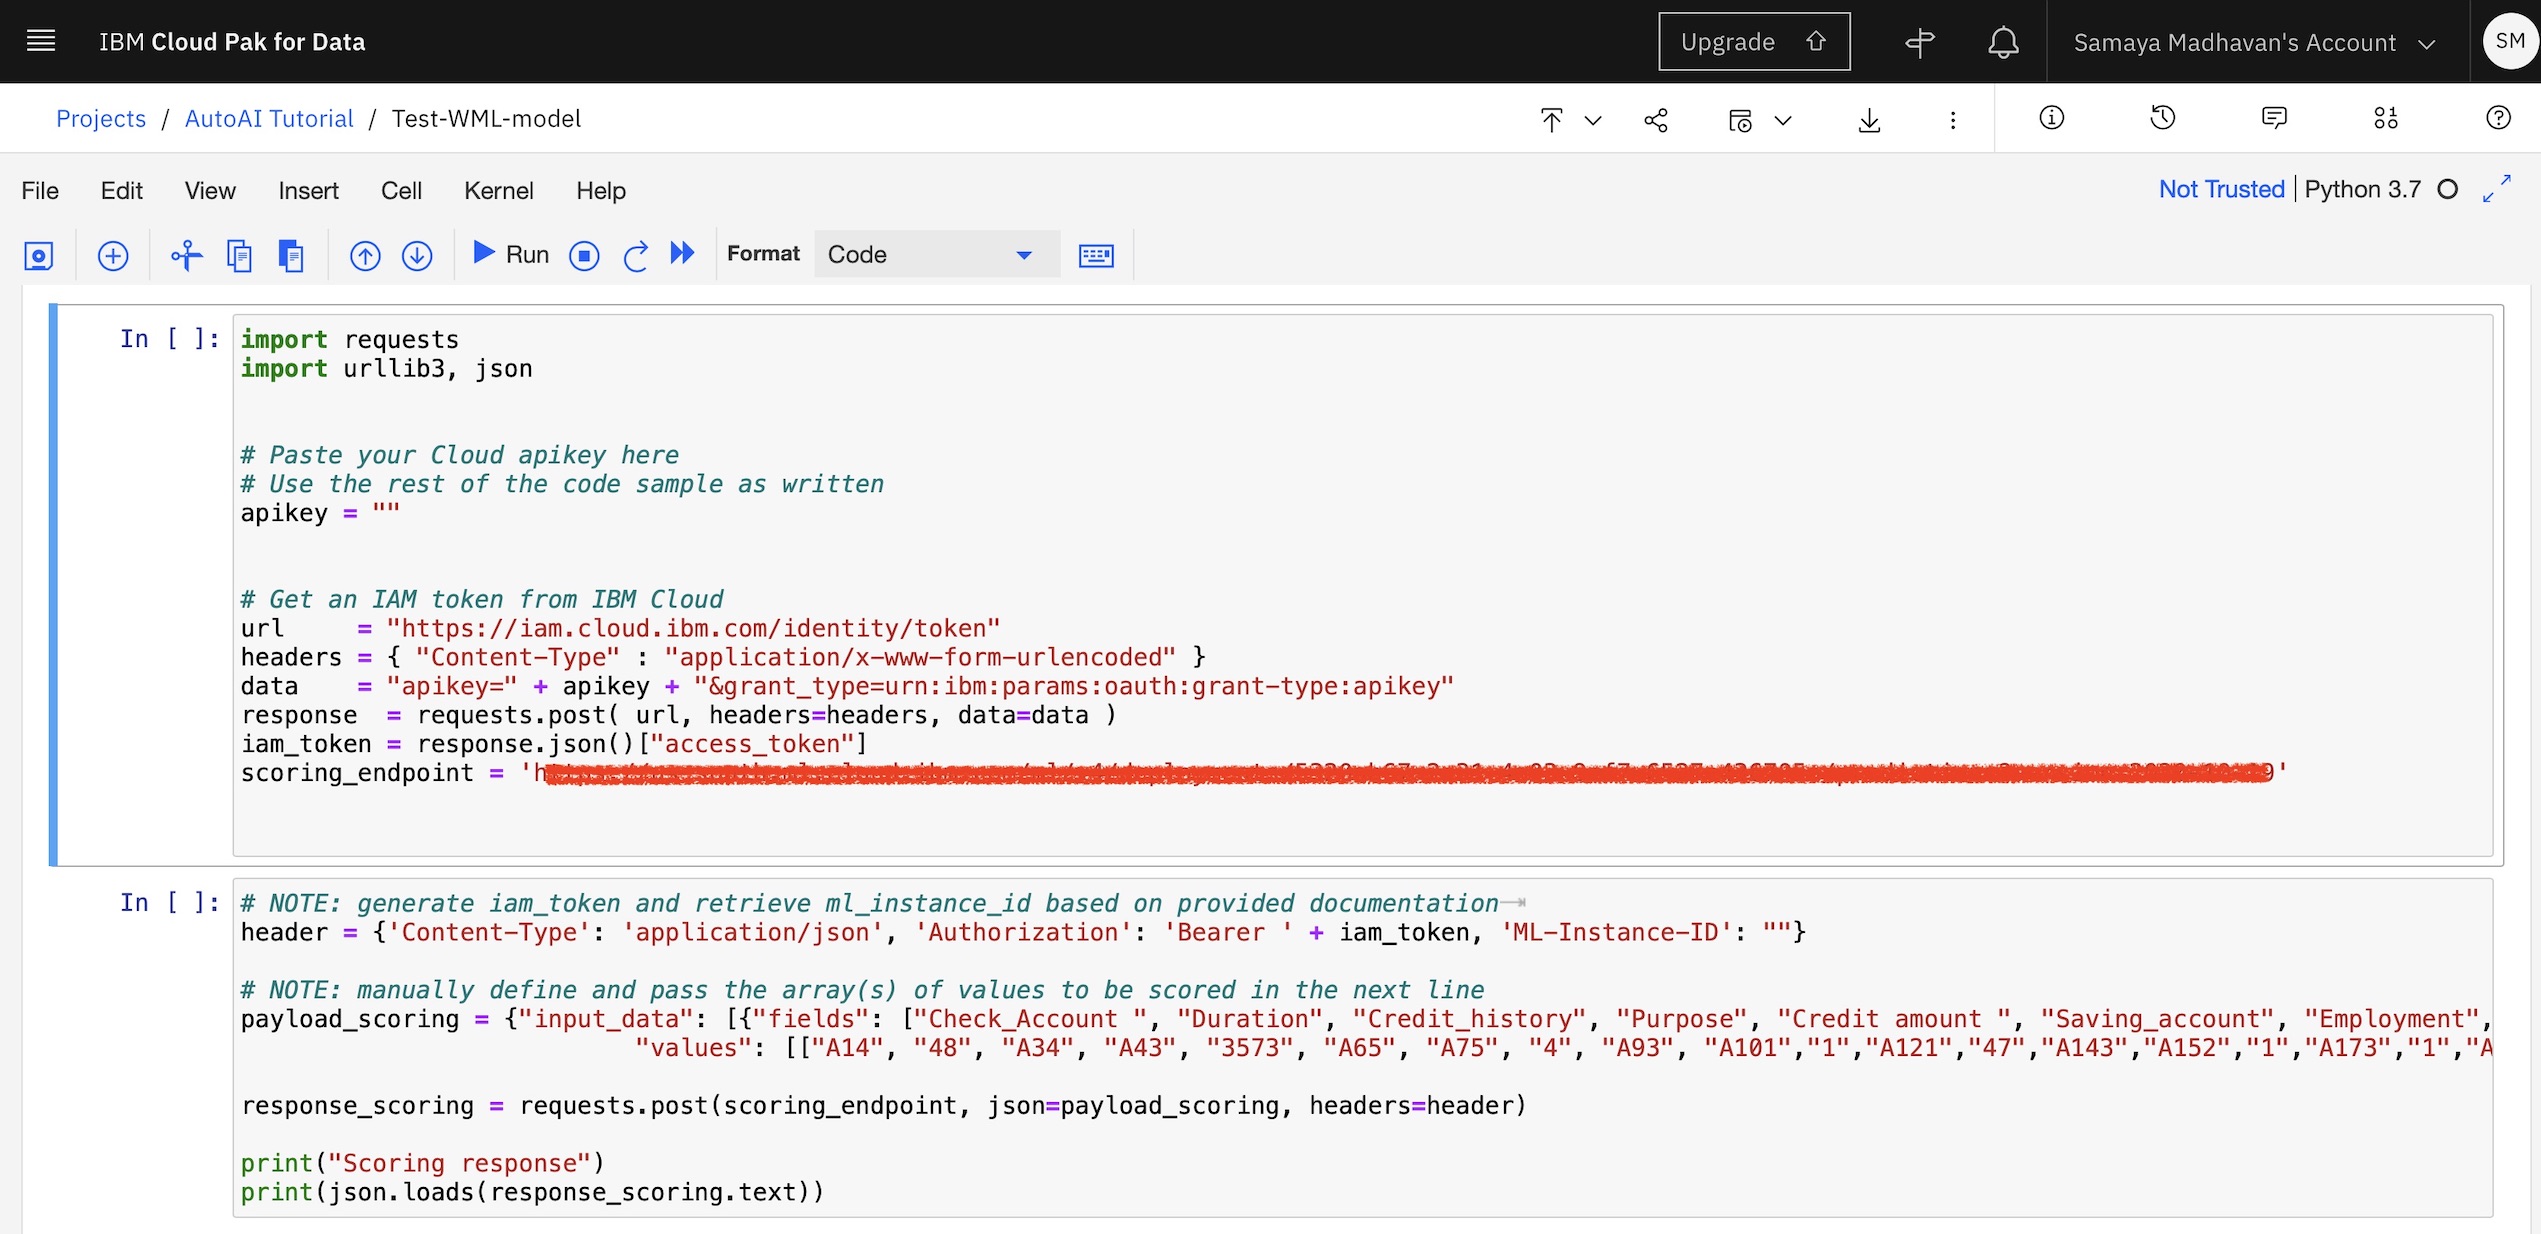 IBM Cloud Pak for Data
Upgrade
Samaya Madhavan's Account
SM
Projects / AutoAI Tutorial / Test-WML-model
File Edit View Insert Cell Kernel Help
Not Trusted | Python 3.7
Run
Format
Code
In [ ]:
import requests
import urllib3, json
# Paste your Cloud apikey here
# Use the rest of the code sample as written
apikey = ""
# Get an IAM token from IBM Cloud
url     = "https://iam.cloud.ibm.com/identity/token"
headers = { "Content-Type" : "application/x-www-form-urlencoded" }
data    = "apikey=" + apikey + "&grant_type=urn:ibm:params:oauth:grant-type:apikey"
response  = requests.post( url, headers=headers, data=data )
iam_token = response.json()["access_token"]
scoring_endpoint = 'h
In [ ]:
# NOTE: generate iam_token and retrieve ml_instance_id based on provided documentation
header = {'Content-Type': 'application/json', 'Authorization': 'Bearer ' + iam_token, 'ML-Instance-ID': ""}
# NOTE: manually define and pass the array(s) of values to be scored in the next line
payload_scoring = {"input_data": [{"fields": ["Check_Account ", "Duration", "Credit_history", "Purpose", "Credit amount ", "Saving_account", "Employment",
"values": [["A14", "48", "A34", "A43", "3573", "A65", "A75", "4", "A93", "A101","1","A121","47","A143","A152","1","A173","1","A
response_scoring = requests.post(scoring_endpoint, json=payload_scoring, headers=header)
print("Scoring response")
print(json.loads(response_scoring.text))